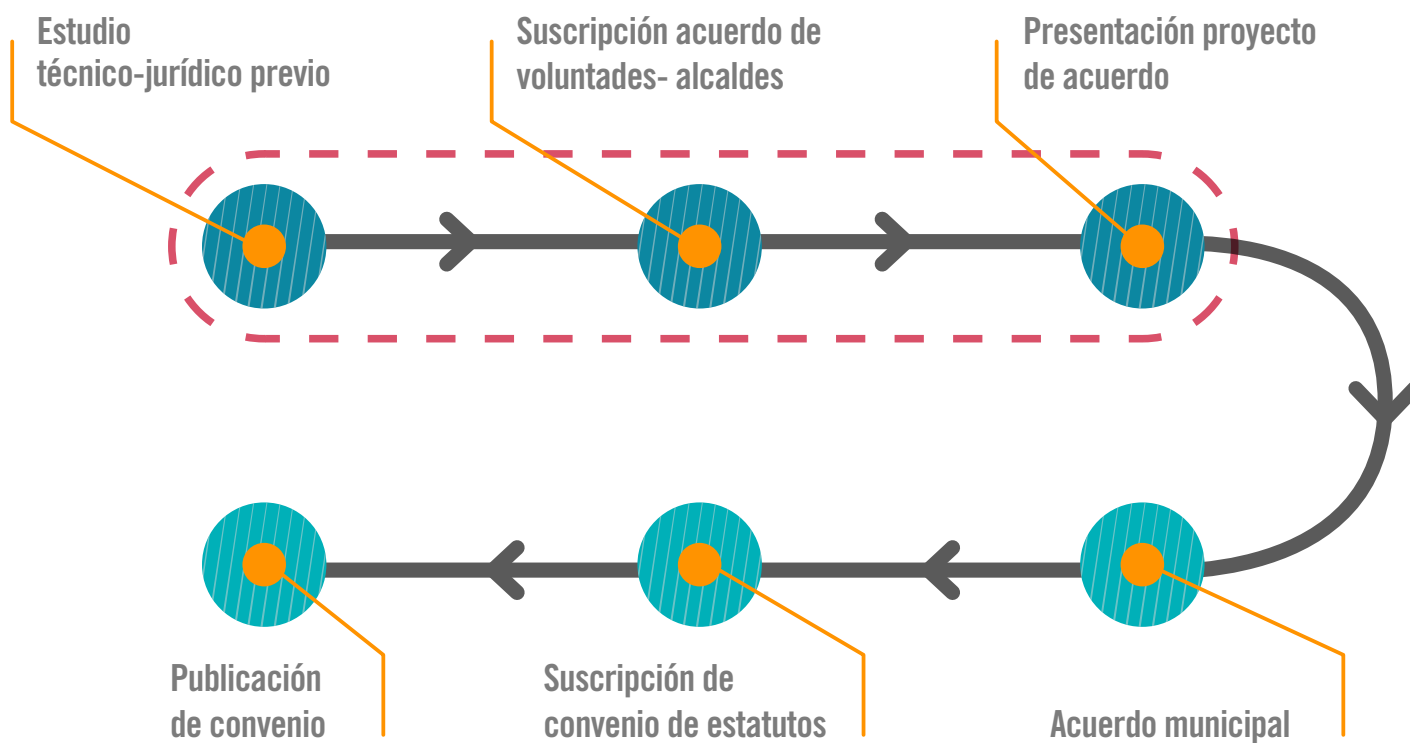 Estudio
técnico-jurídico previo
Suscripción acuerdo de
voluntades- alcaldes
Presentación proyecto
de acuerdo
Publicación
de convenio
Suscripción de
convenio de estatutos
Acuerdo municipal